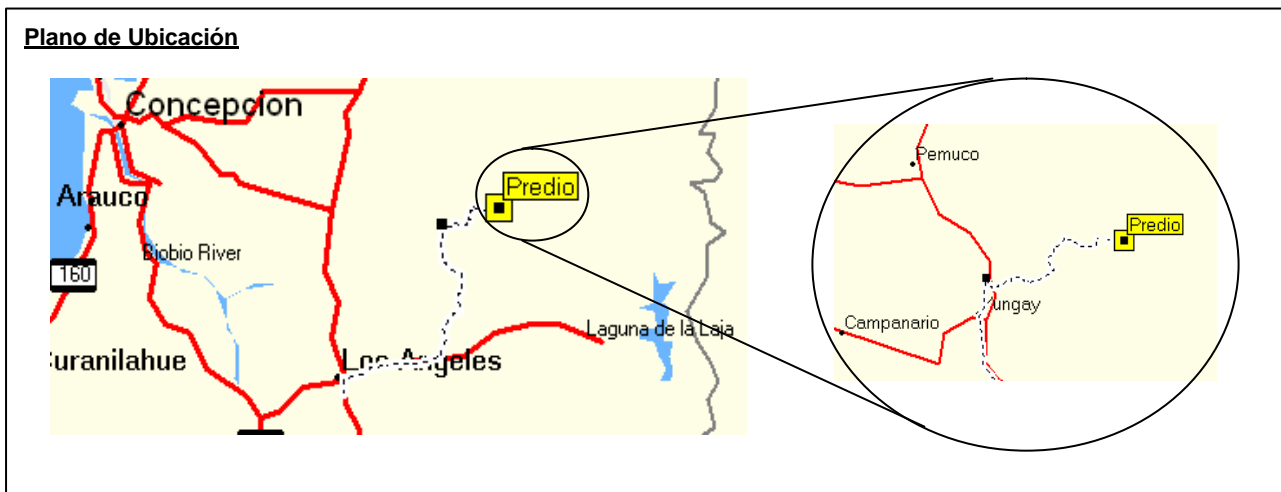 Plano de Ubicación
Concepcion
Predio
Arauco
Biobio River
160
Laguna de la Laja
uranilahue
Los Angeles
Pemuco
Predio
ungay
Campanario